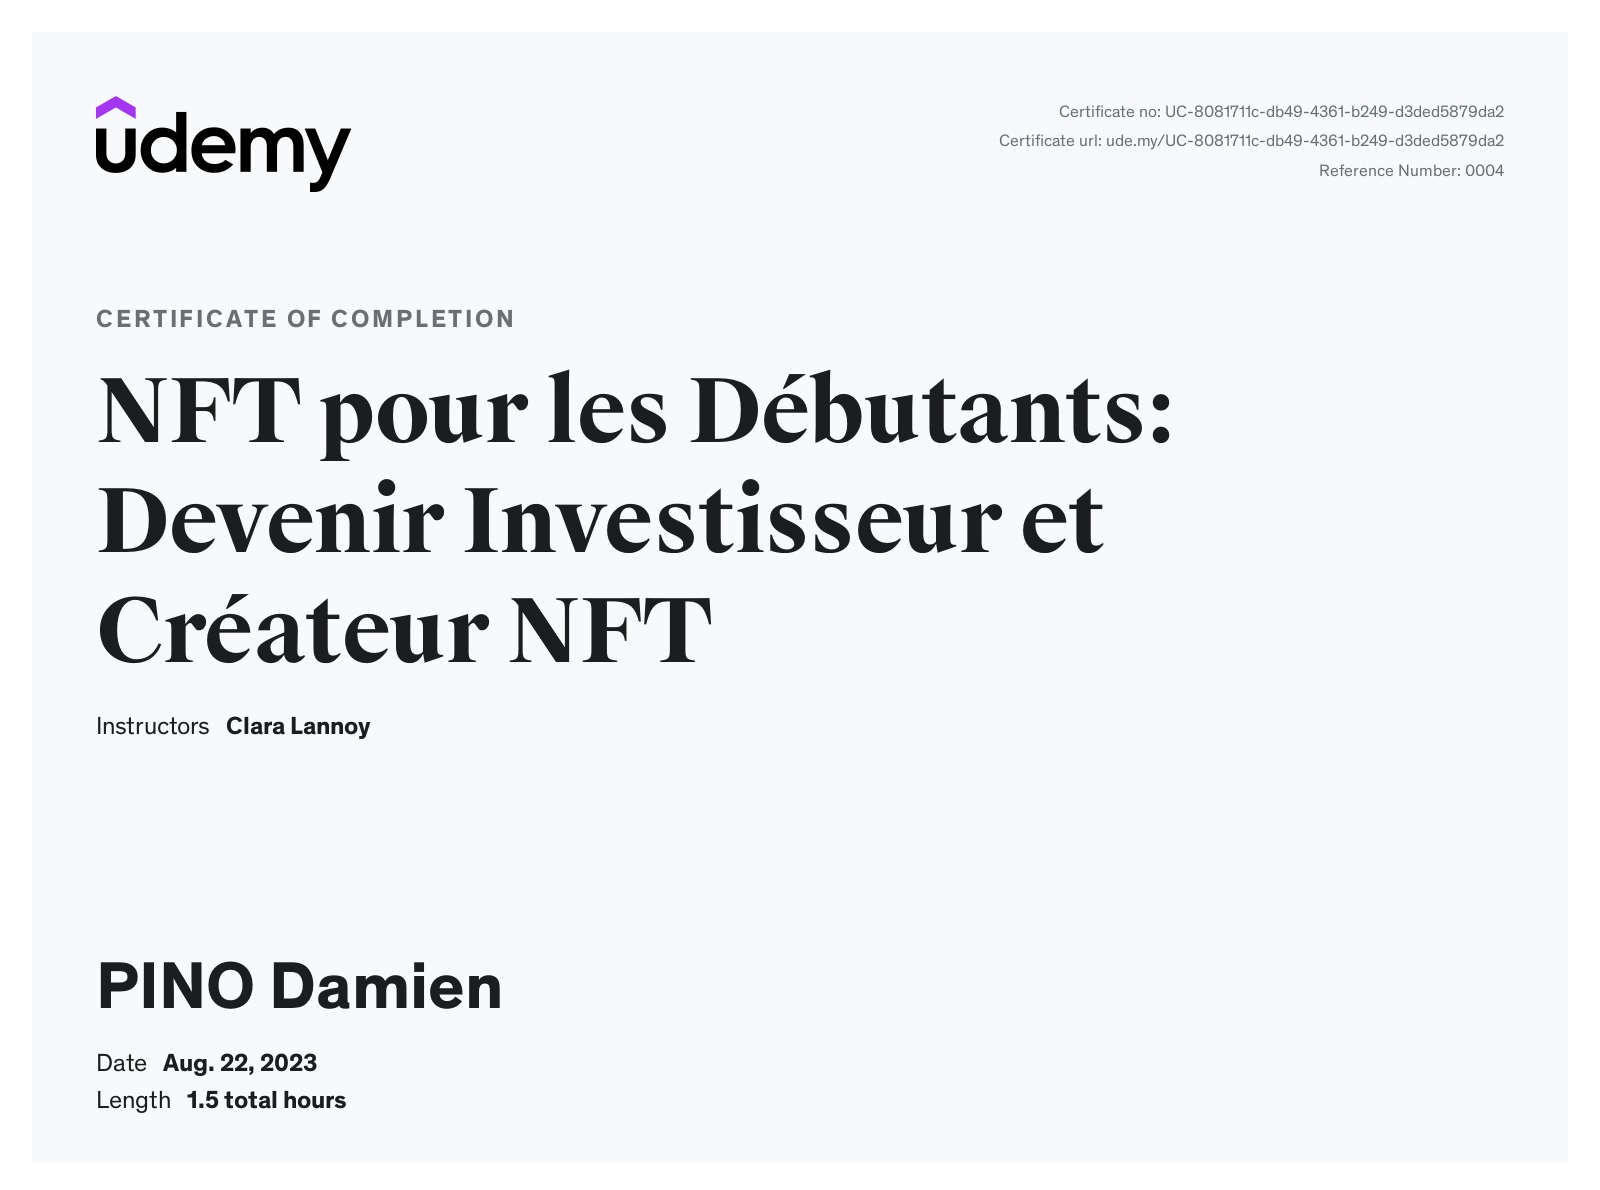 udemy
Certificate no: UC-8081711c-db49-4361-b249-d3ded5879da2
Certificate url: ude.my/UC-8081711c-db49-4361-b249-d3ded5879da2
Reference Number: 0004
CERTIFICATE OF COMPLETION
NFT pour les Débutants:
Devenir Investisseur et
Créateur NFT
Instructors Clara Lannoy
PINO Damien
Date Aug. 22, 2023
Length 1.5 total hours